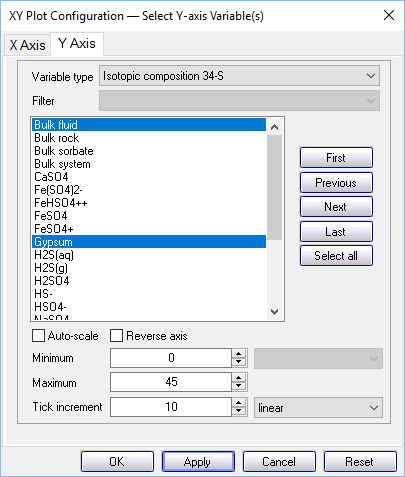 XY Plot Configuration — Select Y-axis Variable(s)
X Axis Y Axis
Variable type Isotopic composition 34-S
Filter
Bulk fluid
Bulk rock
Bulk sorbate
Bulk system
CaSO4
Fe(SO4)2-
FeHSO4++
FeSO4
FeSO4+
Gypsum
H2S(aq)
H2S(g)
H2SO4
HS-
HSO4-
NaSO4
First
Previous
Next
Last
Select all
Auto-scale Reverse axis
Minimum 0
Maximum 45
Tick increment 10 linear
OK Apply Cancel Reset